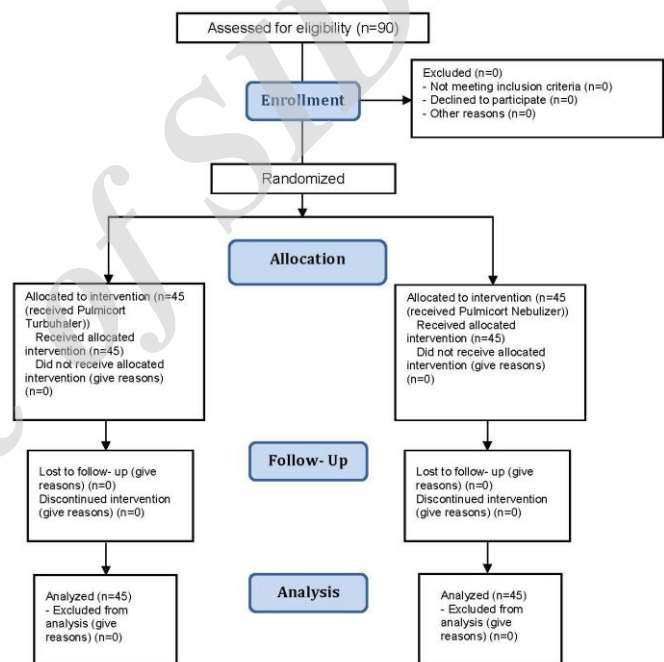 Assessed for eligibility (n=90)
Enrollment
Excluded (n=0)
- Not meeting inclusion criteria (n=0)
- Declined to participate (n=0)
- Other reasons (n=0)
Randomized
Allocation
Allocated to intervention (n=45
(received Pulmicort
Turbuhaler))
Received allocated
intervention (n=45)
Did not receive allocated
intervention (give reasons)
(n=0)
Allocated to intervention (n=45
(received Pulmicort Nebulizer))
Received allocated
intervention (n=45)
Did not receive allocated
intervention (give reasons)
(n=0)
Follow- Up
Lost to follow- up (give
reasons) (n=0)
Discontinued intervention
(give reasons) (n=0)
Lost to follow- up (give
reasons) (n=0)
Discontinued intervention
(give reasons) (n=0)
Analysis
Analyzed (n=45)
- Excluded from
analysis (give
reasons) (n=0)
Analyzed (n=45)
- Excluded from
analysis (give
reasons) (n=0)
of SID